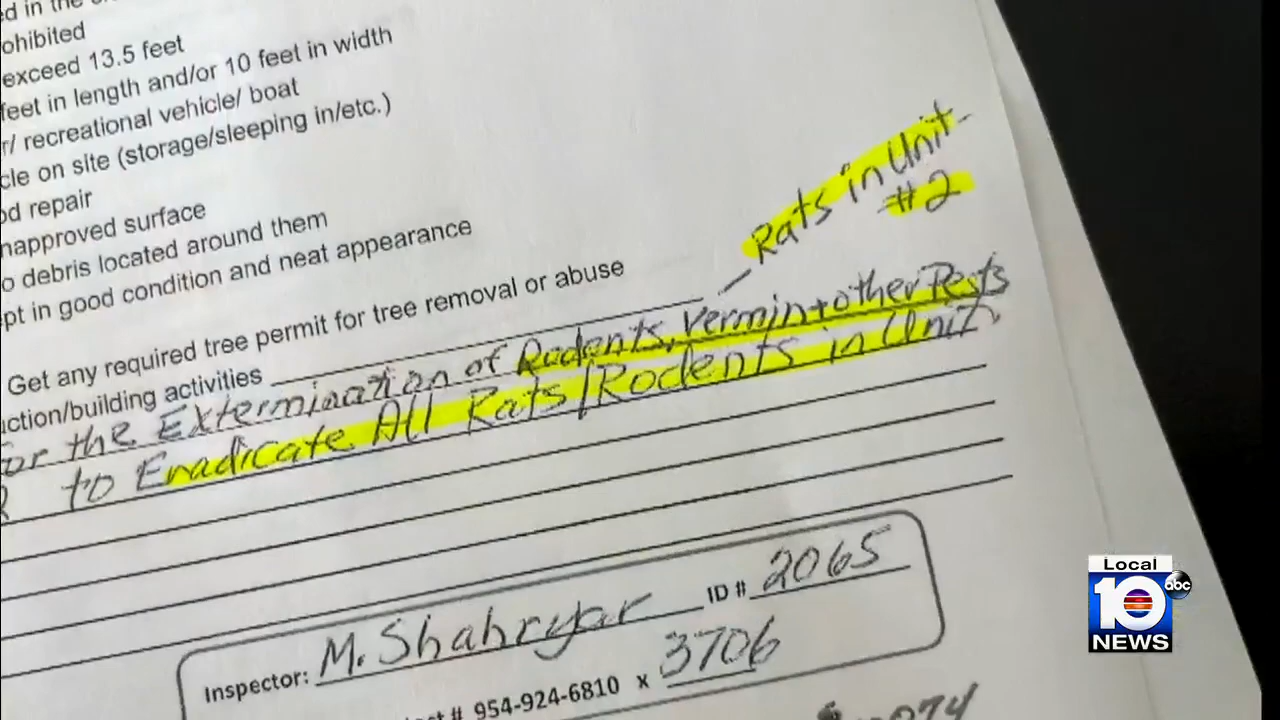 ed in the
ohibited
exceed 13.5 feet
feet in length and/or 10 feet in width
r/ recreational vehicle/ boat
cle on site (storage/sleeping in/etc.)
od repair
napproved surface
o debris located around them
pt in good condition and neat appearance
Get any required tree permit for tree removal or abuse
uction/building activities
Rats in Unit
#2
or the Extermination of Rodents, Vermin + other Pests
to Eradicate All Rats/Rodents in Unit.
Inspector: M. Shahryar ID # 2065
# 954-924-6810 x 3706
Local
10 abc
NEWS